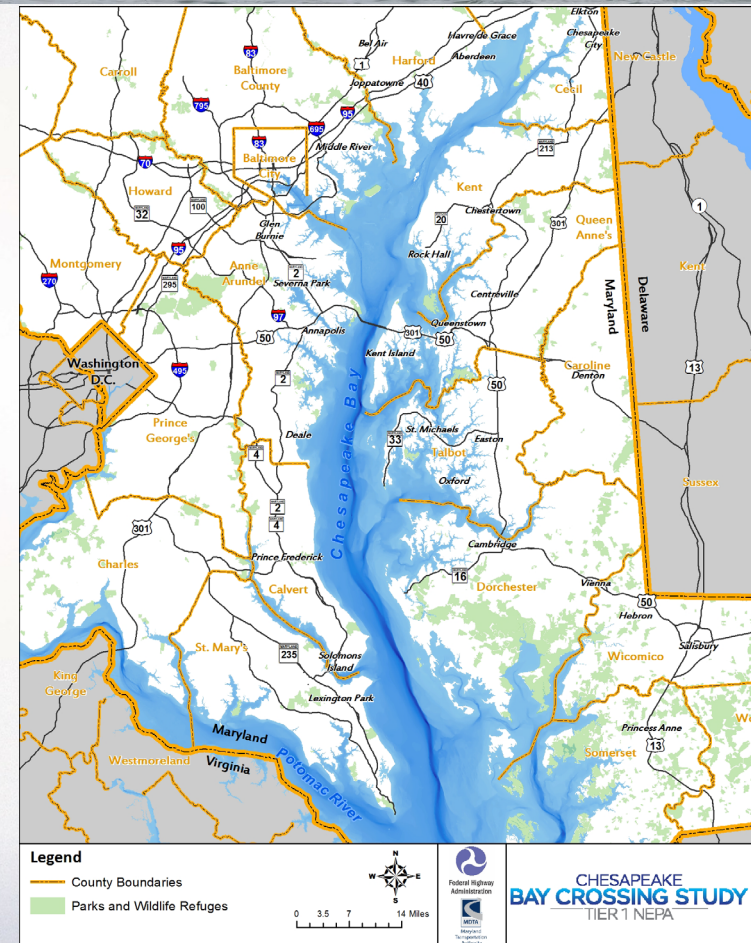 Elkton
Havre de Grace
Chesapeake
City
Bel Air
83
1
Harford
Aberdeen
New Castle
Carroll
Baltimore
County
Joppatowne
40
Cecil
795
95
695
83
Middle River
213
Baltimore
City
70
Kent
Howard
32
100
Chestertown
Queen
Anne's
1
20
301
Glen
Burnie
95
Rock Hall
Montgomery
Anne
Arundel
2
Kent
270
295
Severna Park
Centreville
Maryland
Delaware
97
Queenstown
50
Annapolis
301
50
Kent Island
Washington
D.C.
495
Caroline
Denton
13
2
50
Chesapeake Bay
Prince
George's
Deale
33
St. Michaels
Easton
4
Talbot
Oxford
Sussex
2
4
301
Cambridge
Prince Frederick
Charles
16
Dorchester
Vienna
Calvert
50
Hebron
St. Mary's
235
Solomons
Island
Wicomico
Salisbury
King
George
Lexington Park
Princess Anne
Maryland
13
Somerset
Westmoreland
Virginia
Potomac River
Legend
County Boundaries
Parks and Wildlife Refuges
N
W
E
S
0 3.5 7 14 Miles
Federal Highway
Administration
MDTA
Maryland
Transportation
CHESAPEAKE
BAY CROSSING STUDY
TIER 1 NEPA